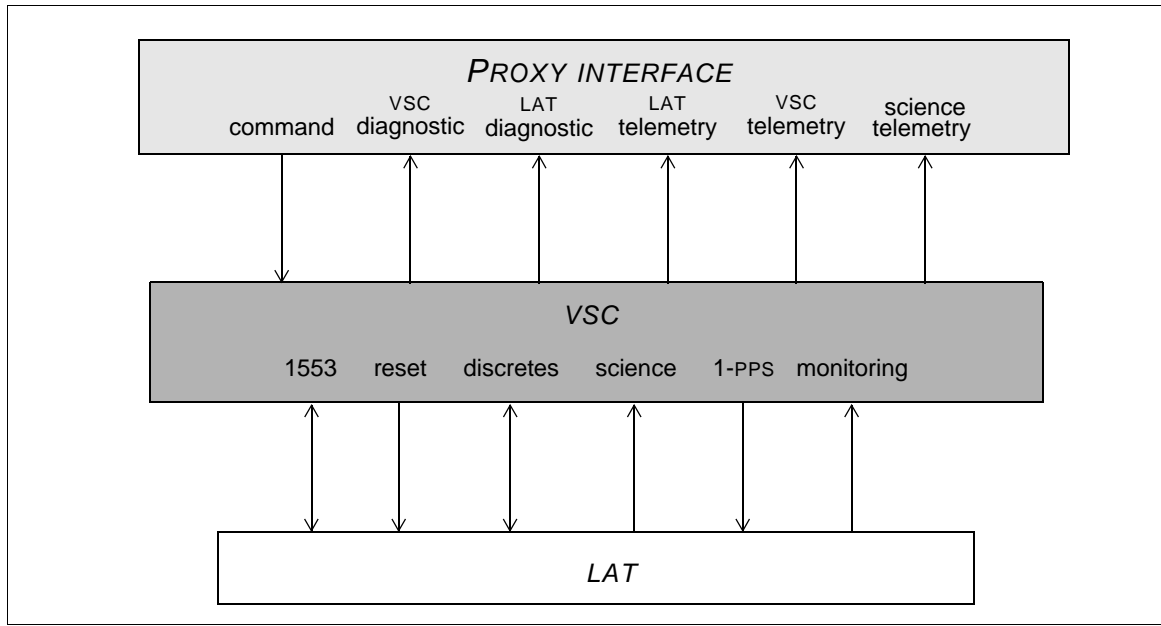 PROXY INTERFACE
command VSC diagnostic LAT diagnostic LAT telemetry VSC telemetry science telemetry
VSC
1553 reset discretes science 1-PPS monitoring
LAT